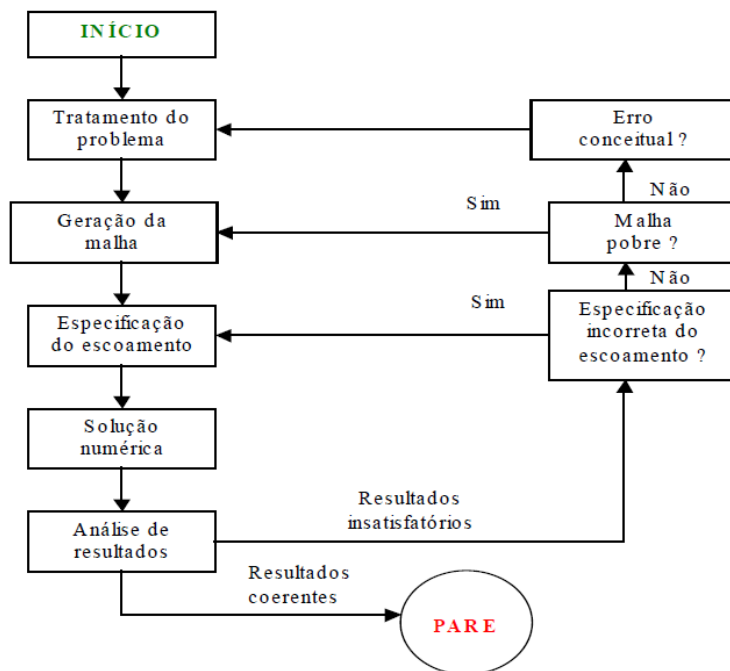 INÍCIO
Tratamento do
problema
Erro
conceitual ?
Não
Sim
Geração da
malha
Malha
pobre ?
Não
Sim
Especificação
do escoamento
Especificação
incorreta do
escoamento ?
Solução
numérica
Resultados
insatisfatórios
Análise de
resultados
Resultados
coerentes
PARE